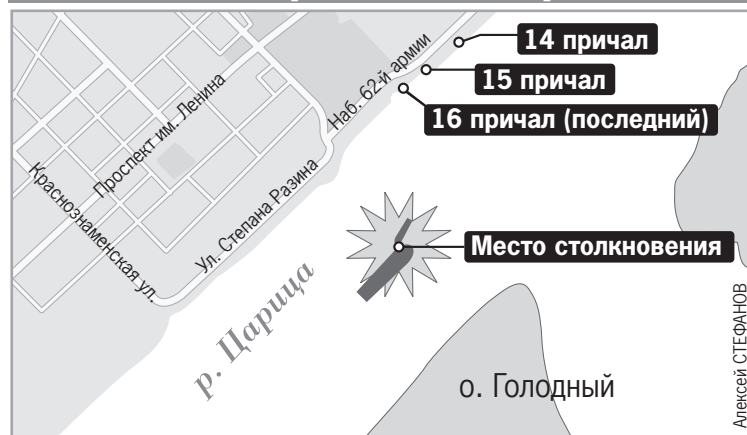 14 причал
15 причал
16 причал (последний)
Наб. 62-й армии
Проспект им. Ленина
Краснознаменская ул.
Ул. Степана Разина
Место столкновения
р. Царица
о. Голодный
Алексей СТЕФАНОВ